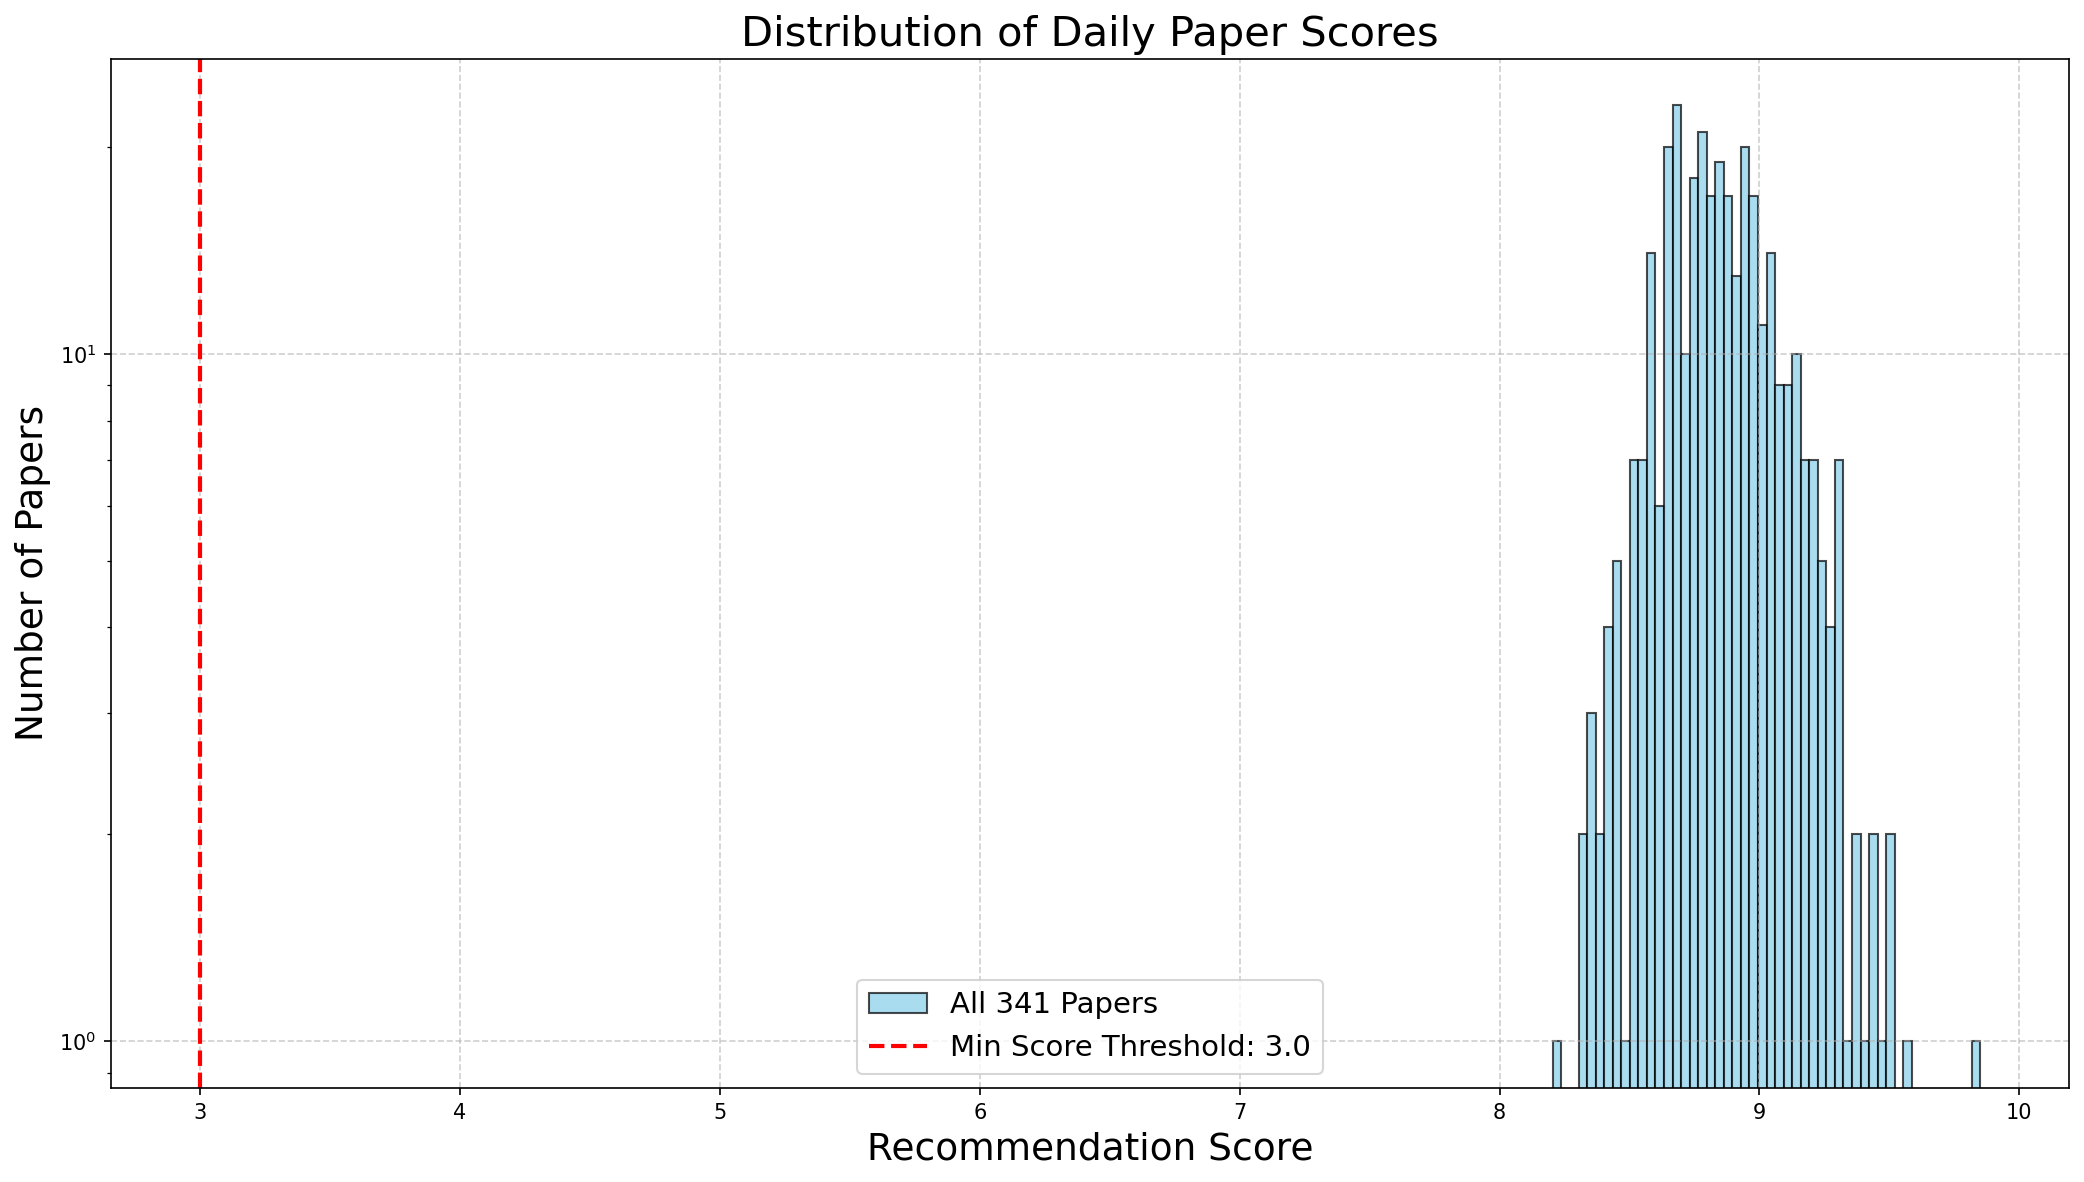 Distribution of Daily Paper Scores
Number of Papers
10¹
10⁰
All 341 Papers
Min Score Threshold: 3.0
3 4 5 6 7 8 9 10
Recommendation Score